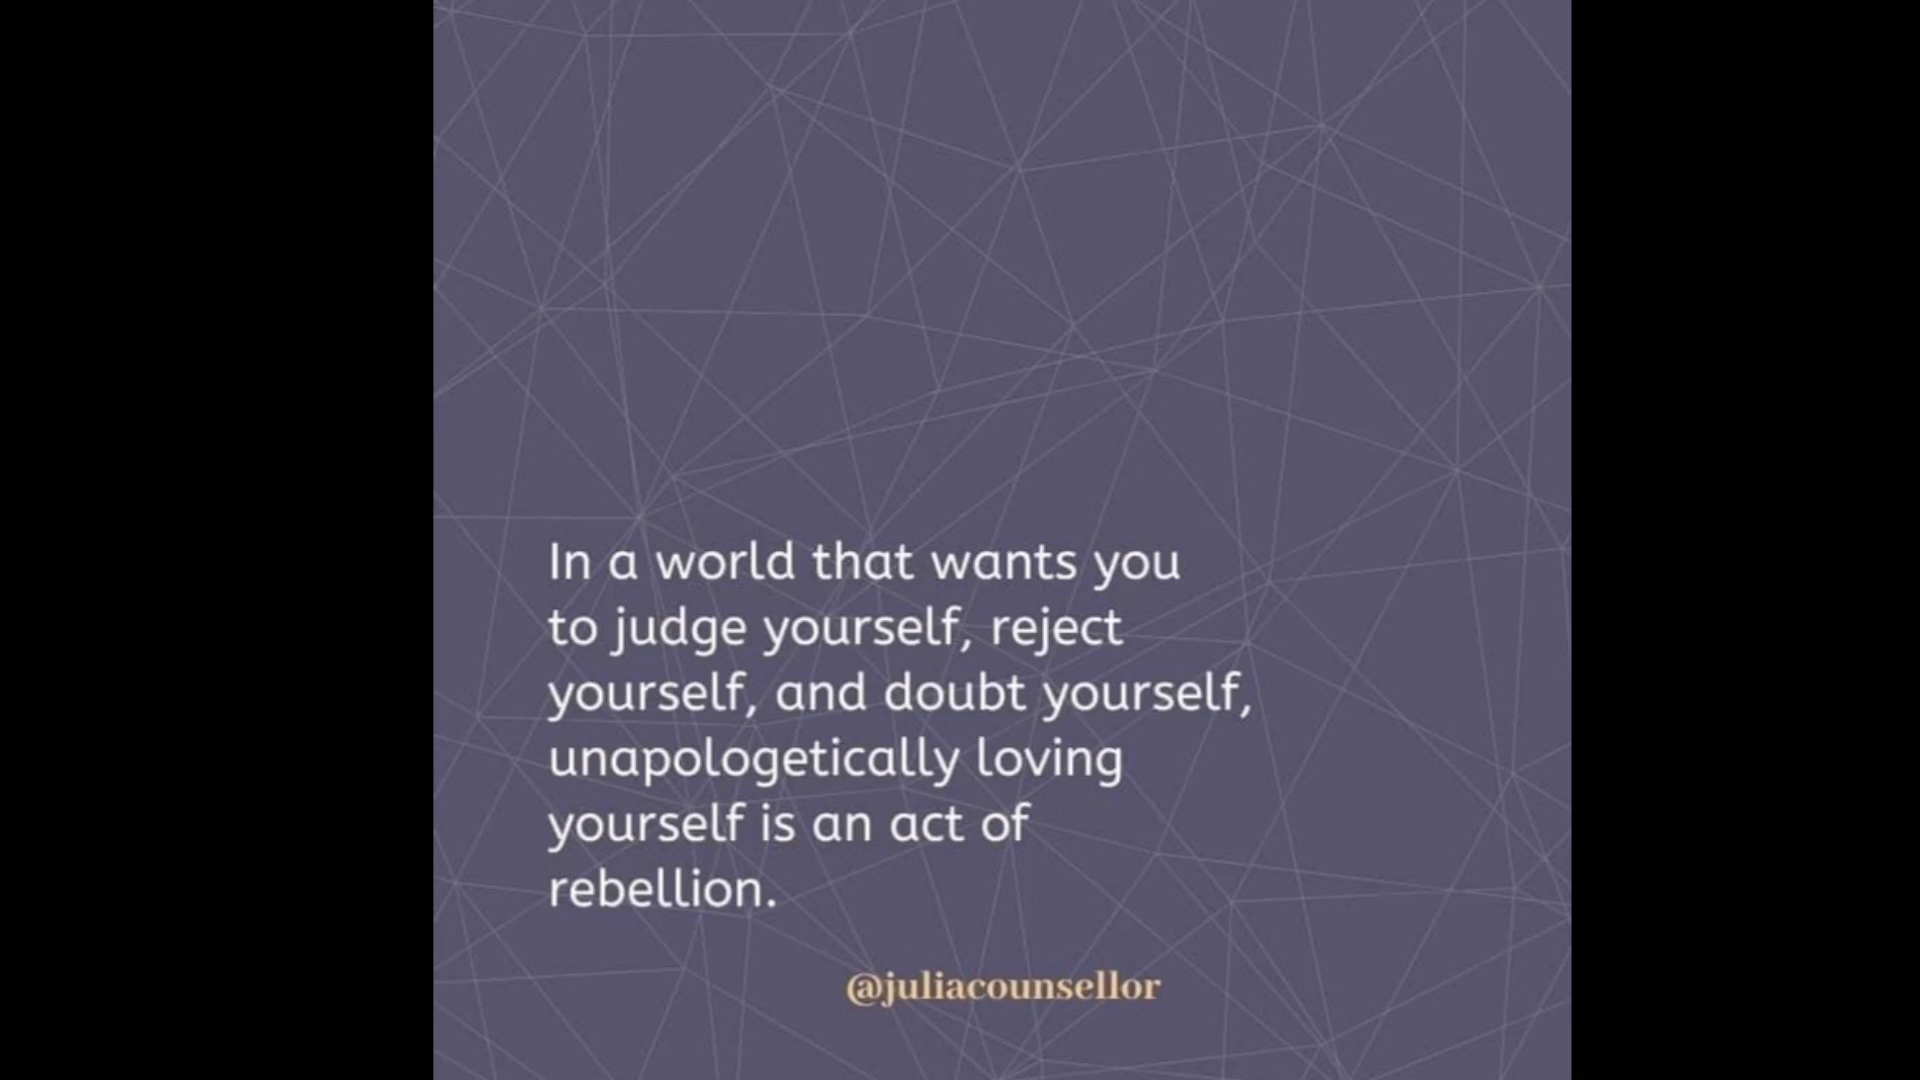 In a world that wants you
to judge yourself, reject
yourself, and doubt yourself,
unapologetically loving
yourself is an act of
rebellion.
@juliacounsellor